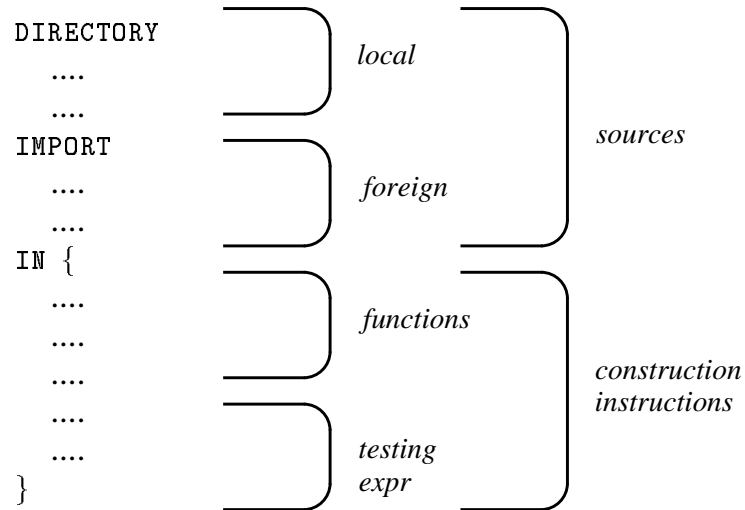 DIRECTORY
....
....
IMPORT
....
....
IN {
....
....
....
....
....
}
local
foreign
functions
testing
expr
sources
construction
instructions